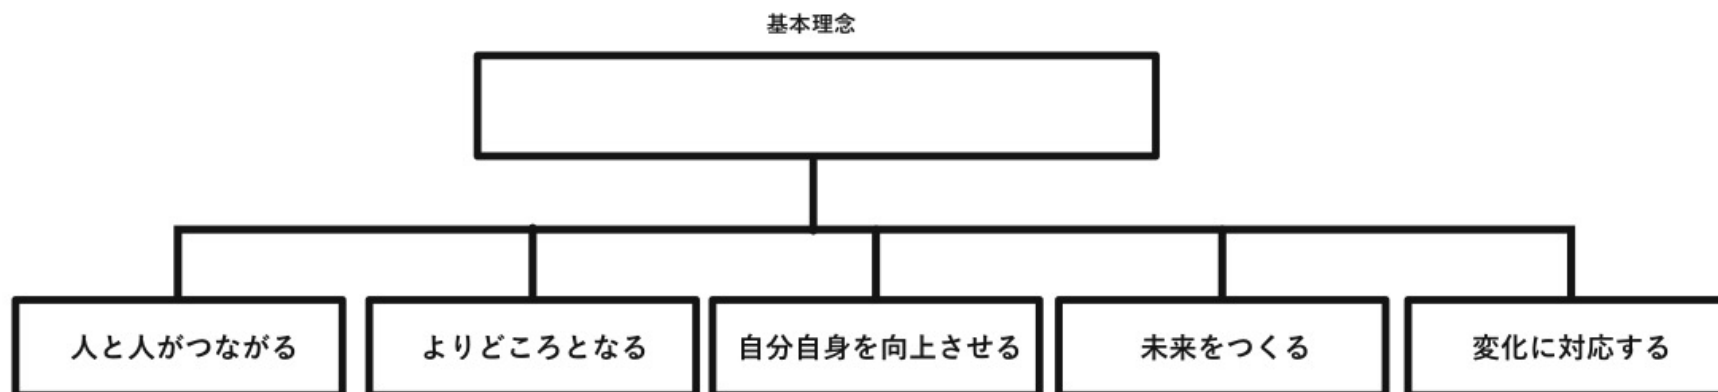 基本理念
人と人がつながる
よりどころとなる
自分自身を向上させる
未来をつくる
変化に対応する